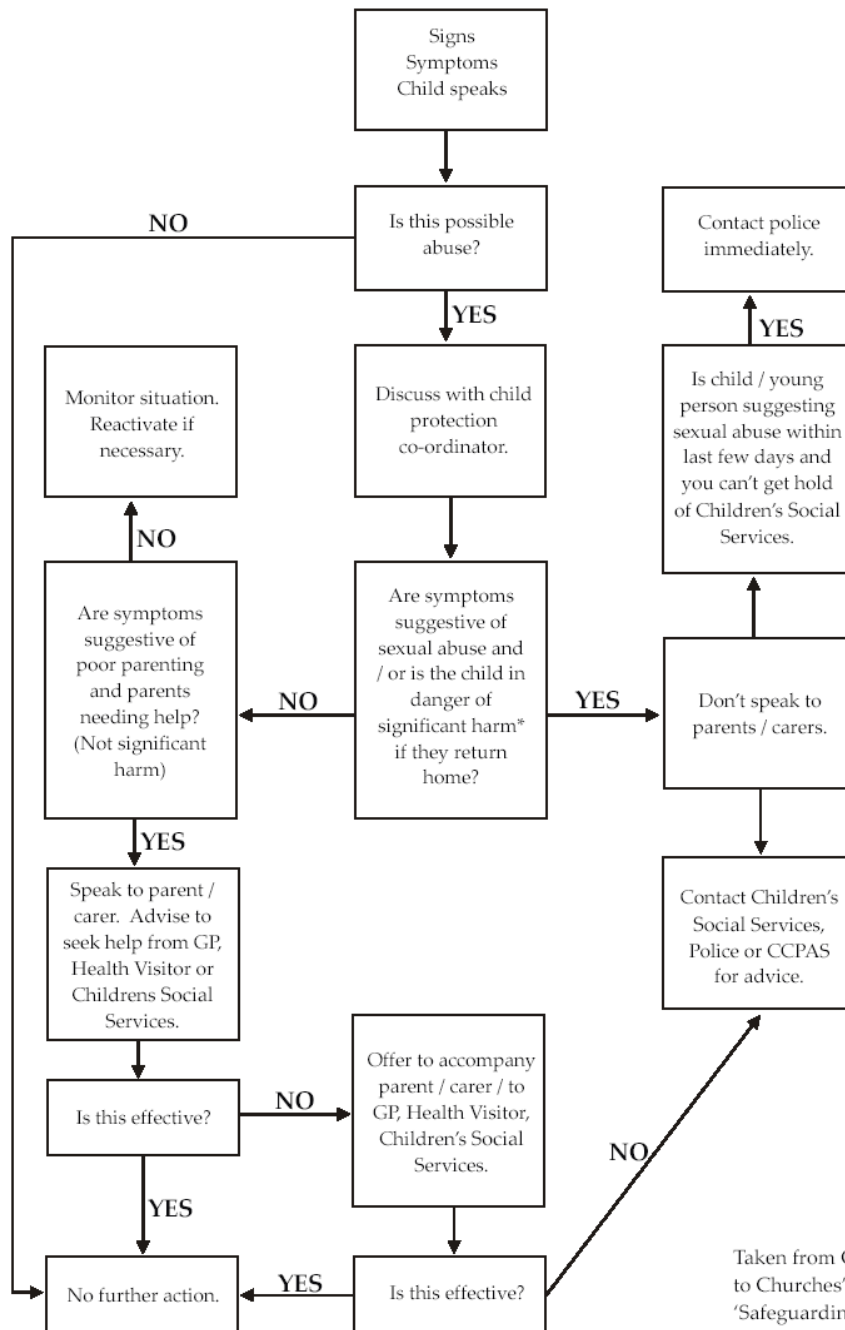 Signs
Symptoms
Child speaks
NO
Is this possible
abuse?
Contact police
immediately.
YES
YES
Monitor situation.
Reactivate if
necessary.
Discuss with child
protection
co-ordinator.
Is child / young
person suggesting
sexual abuse within
last few days and
you can't get hold
of Children's Social
Services.
NO
Are symptoms
suggestive of
poor parenting
and parents
needing help?
(Not significant
harm)
NO
Are symptoms
suggestive of
sexual abuse and
/ or is the child in
danger of
significant harm*
if they return
home?
YES
Don't speak to
parents / carers.
YES
Speak to parent /
carer. Advise to
seek help from GP,
Health Visitor or
Childrens Social
Services.
Contact Children's
Social Services,
Police or CCPAS
for advice.
Is this effective?
NO
Offer to accompany
parent / carer / to
GP, Health Visitor,
Children's Social
Services.
NO
YES
No further action.
YES
Is this effective?
Taken from
to Churches'